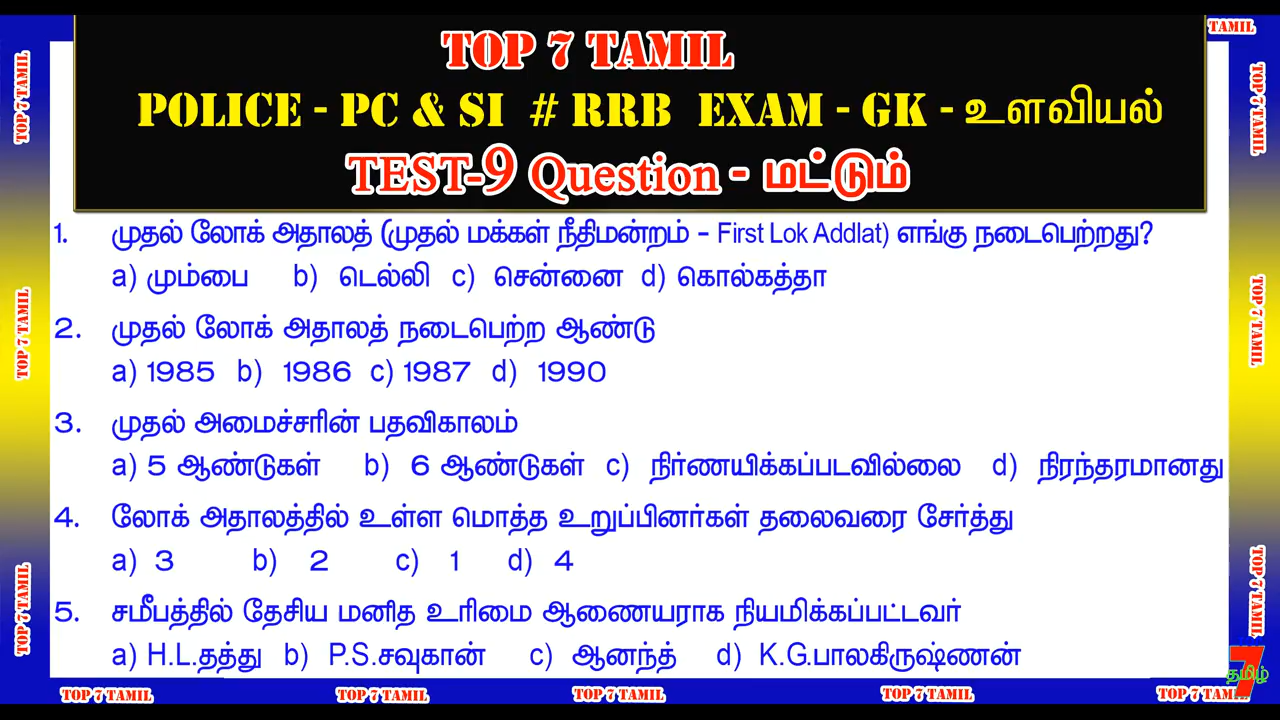 TOP 7 TAMIL
POLICE - PC & SI # RRB EXAM - GK - உளவியல்
TEST-9 Question - மட்டும்
1. முதல் லோக் அதாலத் (முதல் மக்கள் நீதிமன்றம் - First Lok Addlat) எங்கு நடைபெற்றது?
a) மும்பை b) டெல்லி c) சென்னை d) கொல்கத்தா
2. முதல் லோக் அதாலத் நடைபெற்ற ஆண்டு
a) 1985 b) 1986 c) 1987 d) 1990
3. முதல் அமைச்சரின் பதவிகாலம்
a) 5 ஆண்டுகள் b) 6 ஆண்டுகள் c) நிர்ணயிக்கப்படவில்லை d) நிரந்தரமானது
4. லோக் அதாலத்தில் உள்ள மொத்த உறுப்பினர்கள் தலைவரை சேர்த்து
a) 3 b) 2 c) 1 d) 4
5. சமீபத்தில் தேசிய மனித உரிமை ஆணையராக நியமிக்கப்பட்டவர்
a) H.L.தத்து b) P.S.சவுகான் c) ஆனந்த் d) K.G.பாலகிருஷ்ணன்
TOP 7 TAMIL
TOP 7 TAMIL
TOP 7 TAMIL
TAMIL
TOP 7 TAMIL
TOP 7 TAMIL
TOP 7 TAMIL
TOP 7 TAMIL
TOP 7 TAMIL
TOP 7 TAMIL
TOP 7 TAMIL
TOP 7 TAMIL
7 தமிழ்